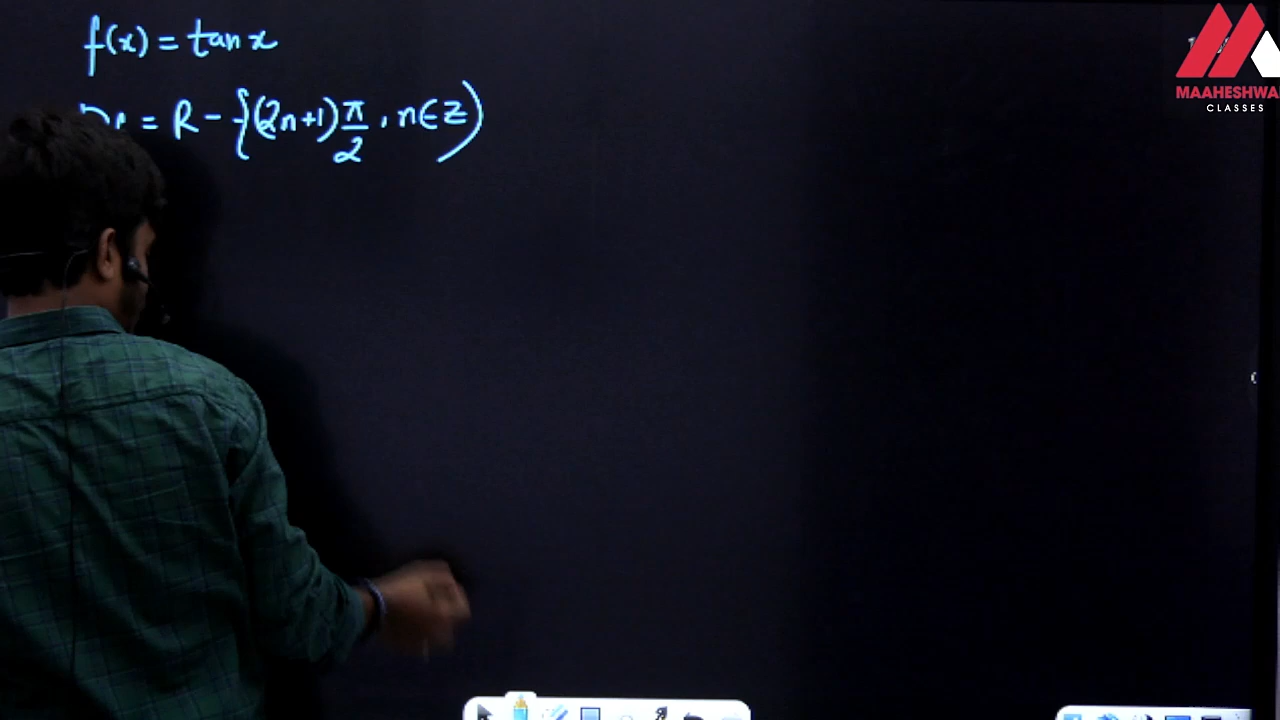 f(x) = tan x
= R - {(2n+1) π/2 , n ∈ Z)
MAAHESHWA
CLASSES